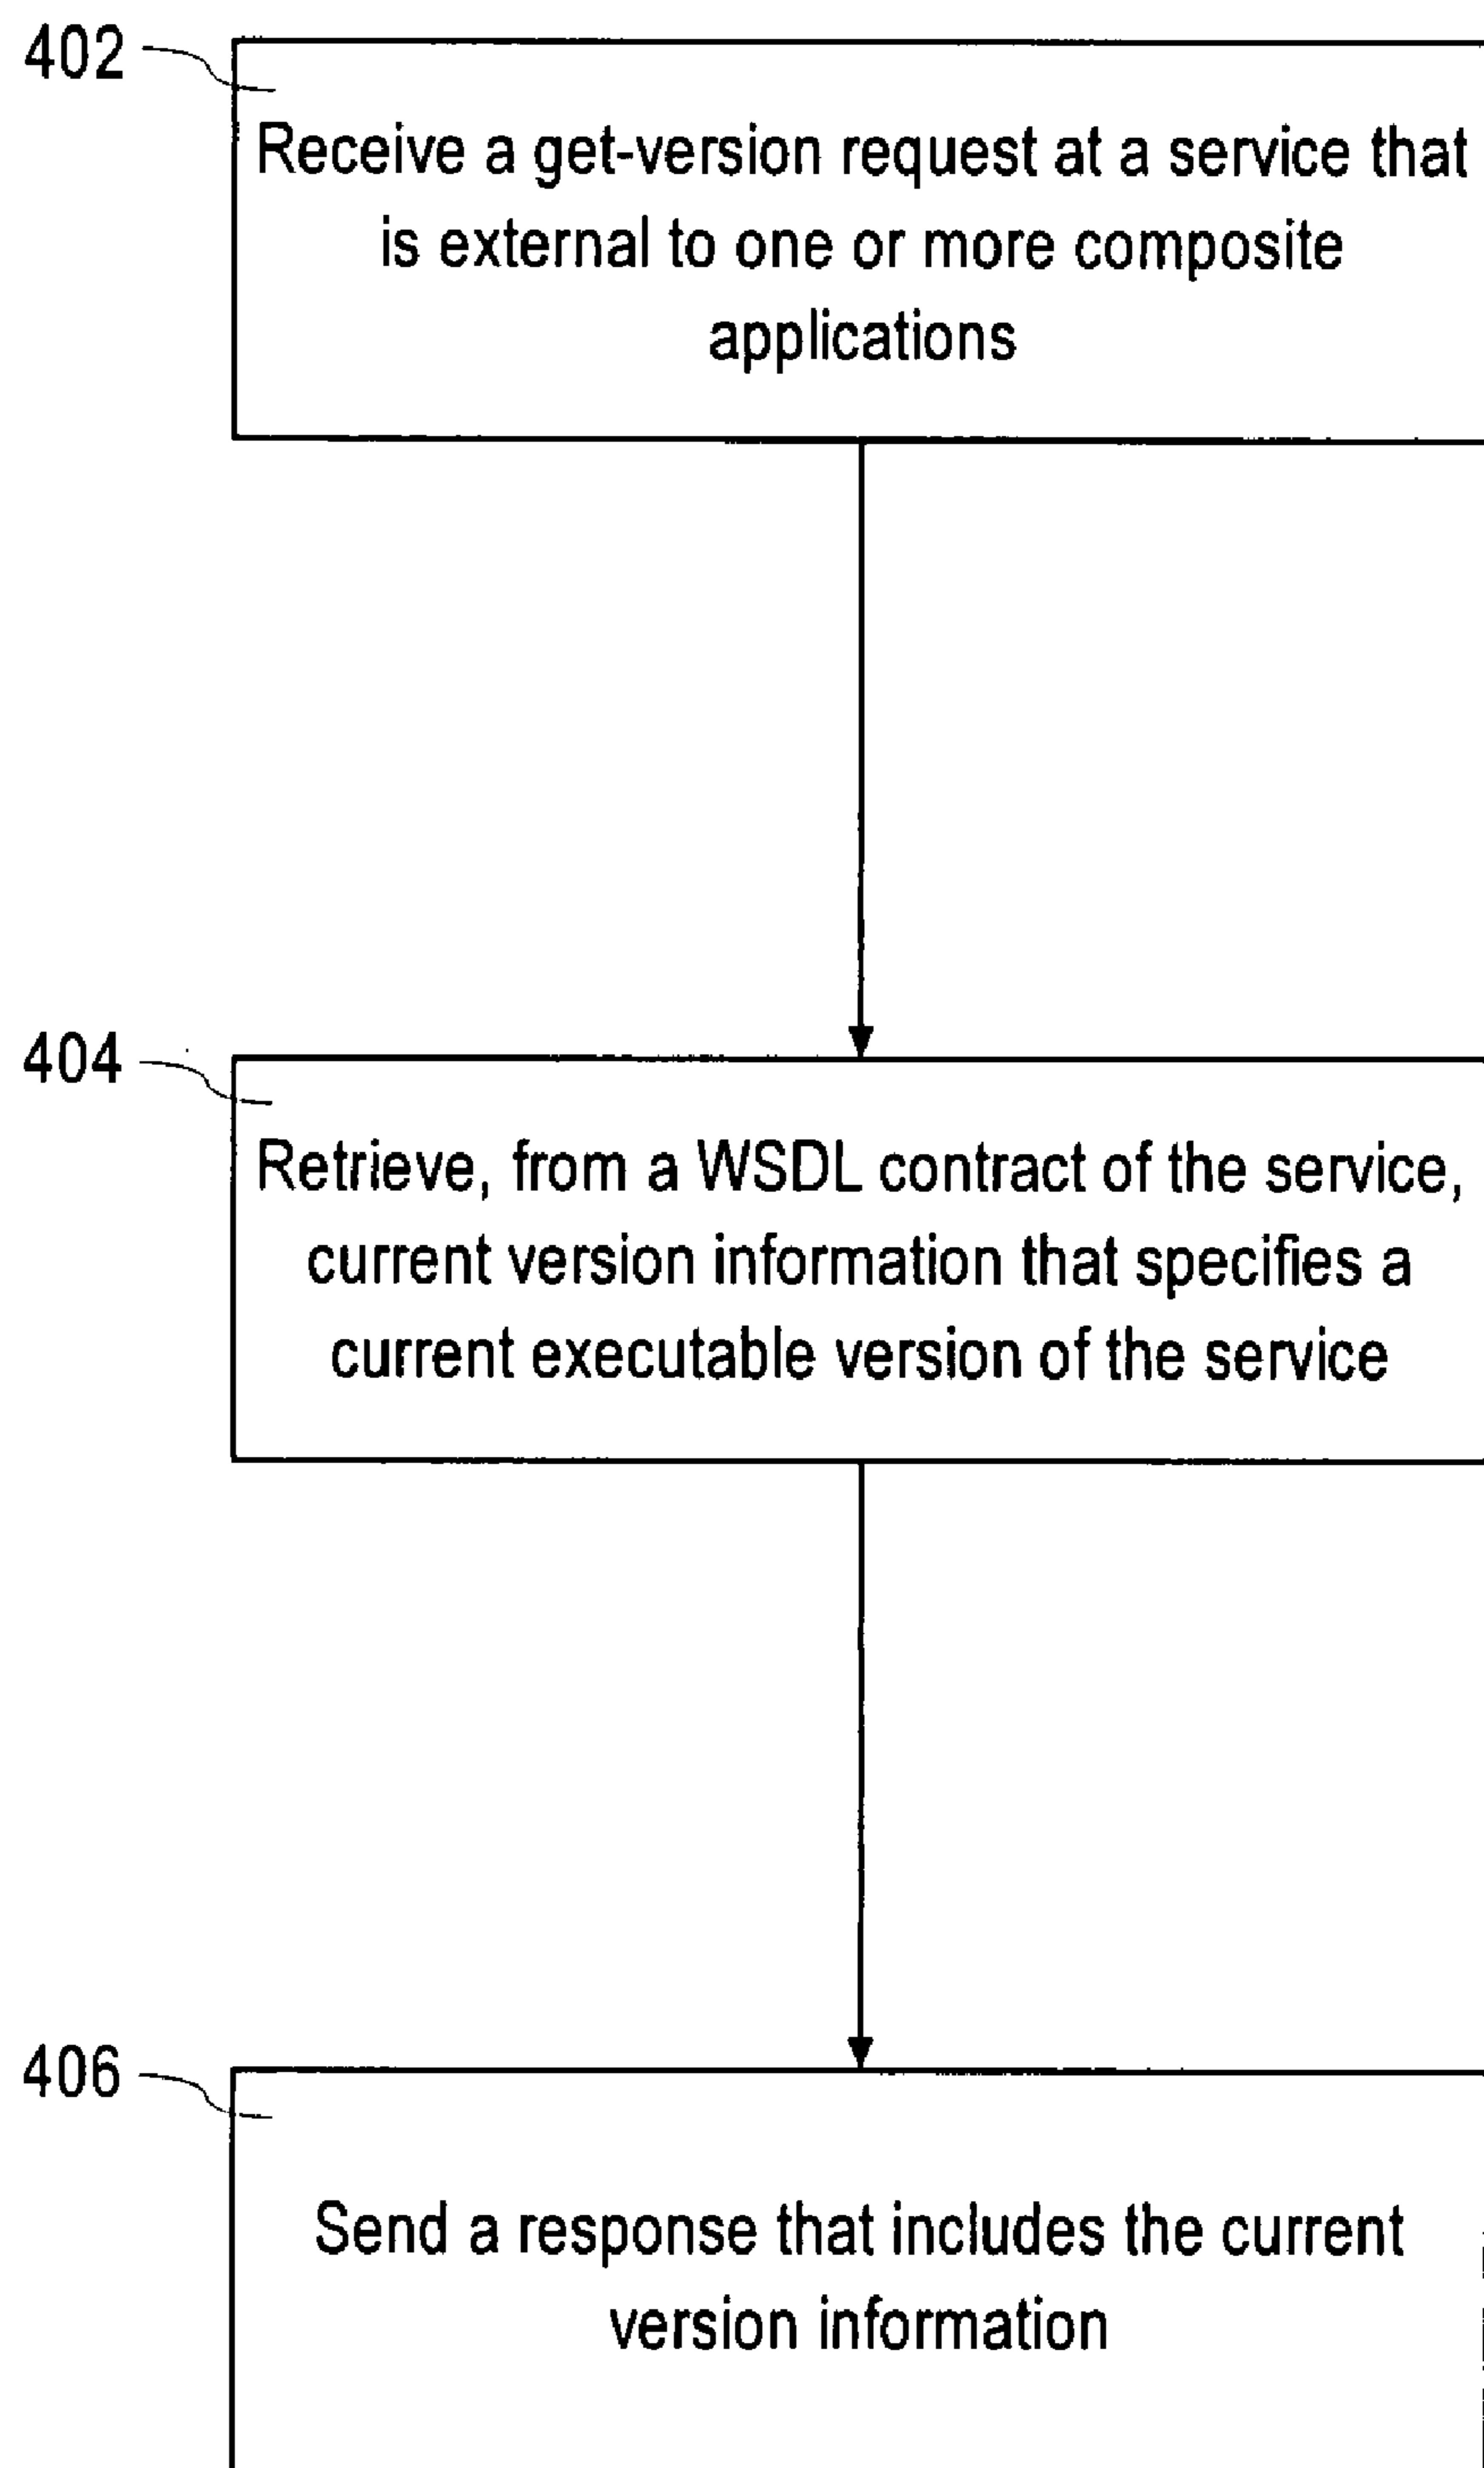 402
Receive a get-version request at a service that
is external to one or more composite
applications
404
Retrieve, from a WSDL contract of the service,
current version information that specifies a
current executable version of the service
406
Send a response that includes the current
version information